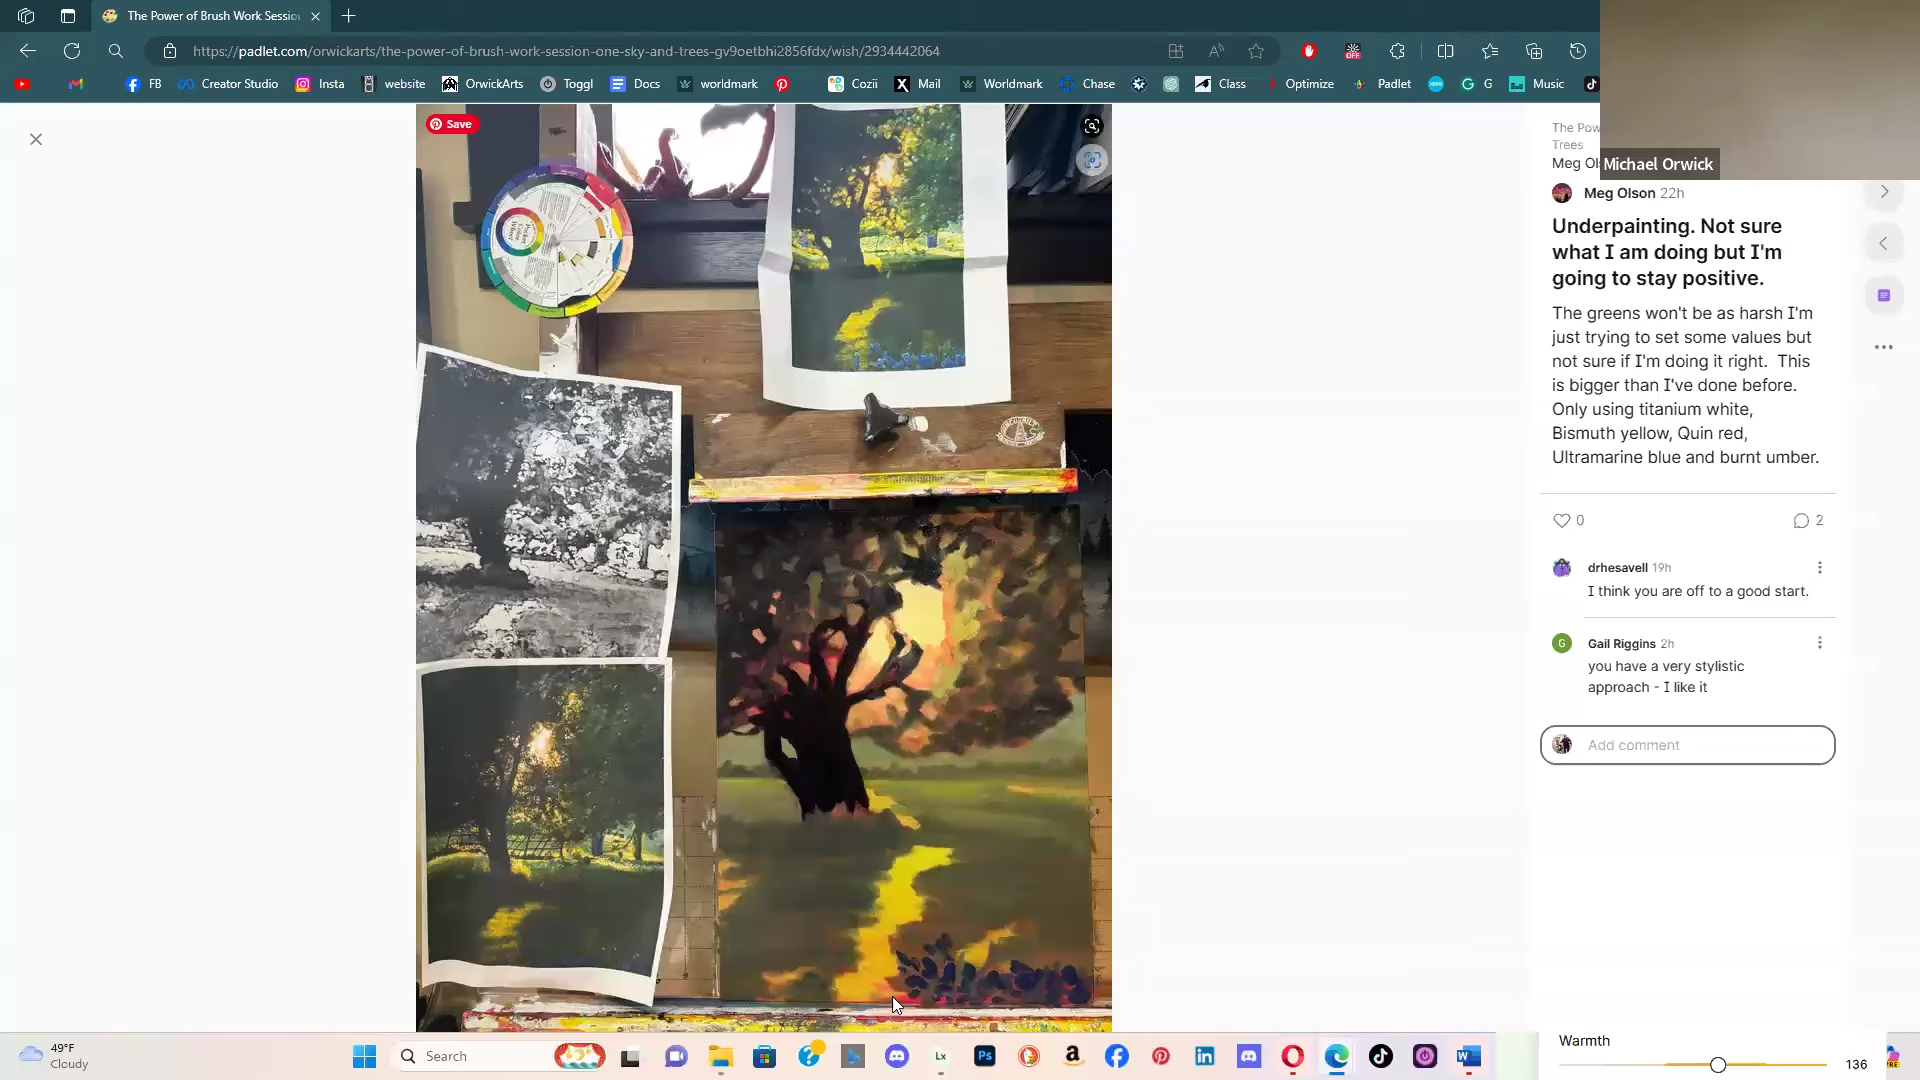 The Power of Brush Work Sessio
https://padlet.com/orwickarts/the-power-of-brush-work-session-one-sky-and-trees-gv9oetbhi2856fdx/wish/2934442064
FB
Creator Studio
Insta
website
OrwickArts
Toggl
Docs
worldmark
Cozii
Mail
Worldmark
Chase
Class
Optimize
Padlet
G
Music
Save
The Pow
Trees
Meg Ol
Michael Orwick
Meg Olson 22h
Underpainting. Not sure
what I am doing but I'm
going to stay positive.
The greens won't be as harsh I'm
just trying to set some values but
not sure if I'm doing it right. This
is bigger than I've done before.
Only using titanium white,
Bismuth yellow, Quin red,
Ultramarine blue and burnt umber.
0
2
drhesavell 19h
I think you are off to a good start.
G
Gail Riggins 2h
you have a very stylistic
approach - I like it
Add comment
49°F
Cloudy
Search
Lx
Ps
Warmth
136